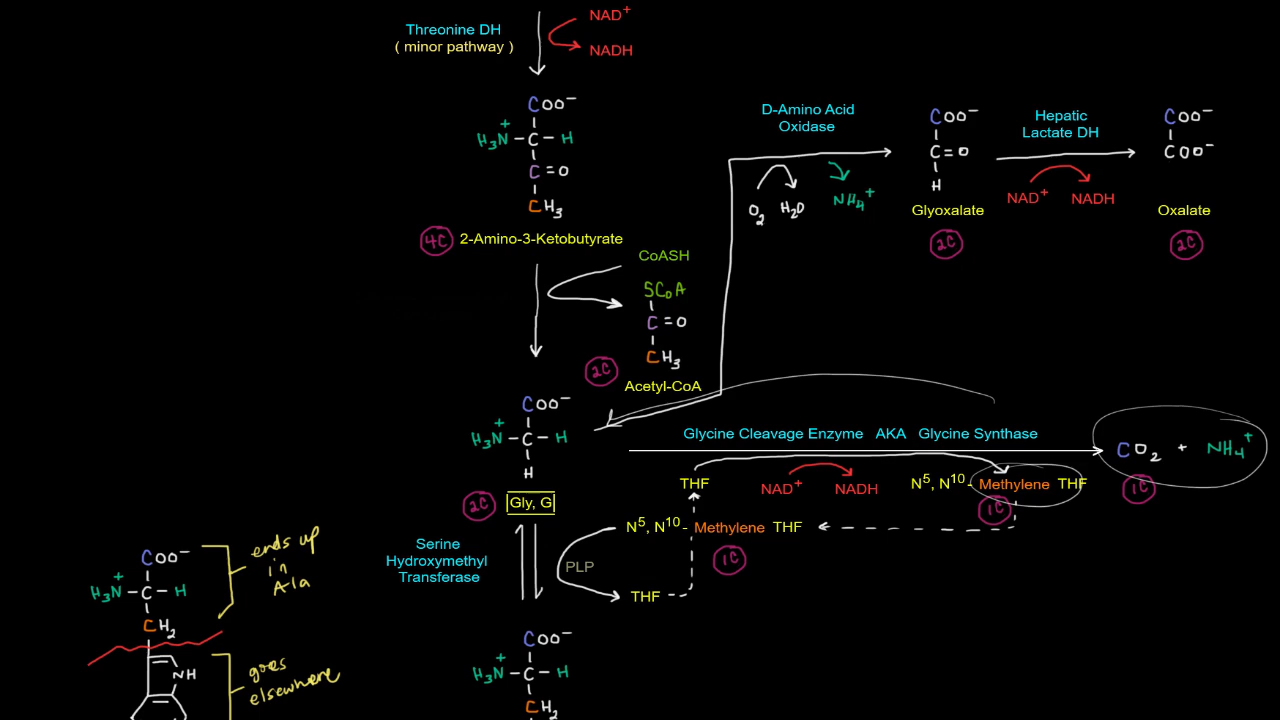 Threonine DH
( minor pathway )
NAD+
NADH
COO−
H3N+ – C – H
C=O
CH3
4C
2-Amino-3-Ketobutyrate
CoASH
SCoA
C=O
CH3
2C
Acetyl-CoA
D-Amino Acid
Oxidase
O2
H2O
NH4+
COO−
C=O
H
Glyoxalate
2C
Hepatic
Lactate DH
NAD+
NADH
COO−
COO−
Oxalate
2C
COO−
H3N+ – C – H
H
2C
Gly, G
Glycine Cleavage Enzyme AKA Glycine Synthase
THF
NAD+
NADH
N5, N10- Methylene THF
1C
CO2 + NH4+
1C
N5, N10- Methylene THF
1C
PLP
THF
Serine
Hydroxymethyl
Transferase
COO−
H3N+ – C – H
CH2
COO−
H3N+ – C – H
CH2
NH
ends up
in
Ala
goes
elsewhere